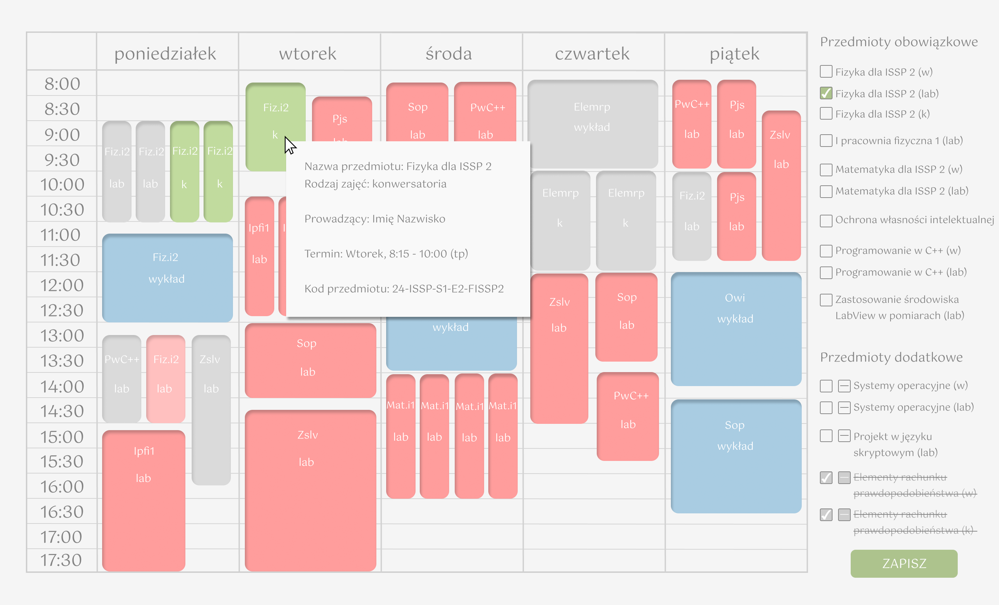 poniedziałek
wtorek
środa
czwartek
piątek
8:00
8:30
9:00
9:30
10:00
10:30
11:00
11:30
12:00
12:30
13:00
13:30
14:00
14:30
15:00
15:30
16:00
16:30
17:00
17:30
Fiz.i2
lab
Fiz.i2
lab
Fiz.i2
k
Fiz.i2
k
Fiz.i2
wykład
PwC++
lab
Fiz.i2
lab
Zslv
lab
Ipfi1
lab
Fiz.i2
k
Pjs
lab
Ipfi1
lab
Sop
lab
Zslv
lab
Sop
lab
PwC++
lab
Nazwa przedmiotu: Fizyka dla ISSP 2
Rodzaj zajęć: konwersatoria
Prowadzący: Imię Nazwisko
Termin: Wtorek, 8:15 - 10:00 (tp)
Kod przedmiotu: 24-ISSP-S1-E2-FISSP2
wykład
Mat.i1
lab
Mat.i1
lab
Mat.i1
lab
Mat.i1
lab
Elemrp
wykład
Elemrp
k
Elemrp
k
Zslv
lab
Sop
lab
PwC++
lab
PwC++
lab
Pjs
lab
Zslv
lab
Fiz.i2
lab
Pjs
lab
Owi
wykład
Sop
wykład
Przedmioty obowiązkowe
Fizyka dla ISSP 2 (w)
Fizyka dla ISSP 2 (lab)
Fizyka dla ISSP 2 (k)
I pracownia fizyczna 1 (lab)
Matematyka dla ISSP 2 (w)
Matematyka dla ISSP 2 (lab)
Ochrona własności intelektualnej
Programowanie w C++ (w)
Programowanie w C++ (lab)
Zastosowanie środowiska
LabView w pomiarach (lab)
Przedmioty dodatkowe
Systemy operacyjne (w)
Systemy operacyjne (lab)
Projekt w języku
skryptowym (lab)
Elementy rachunku
prawdopodobieństwa (w)
Elementy rachunku
prawdopodobieństwa (k)
ZAPISZ